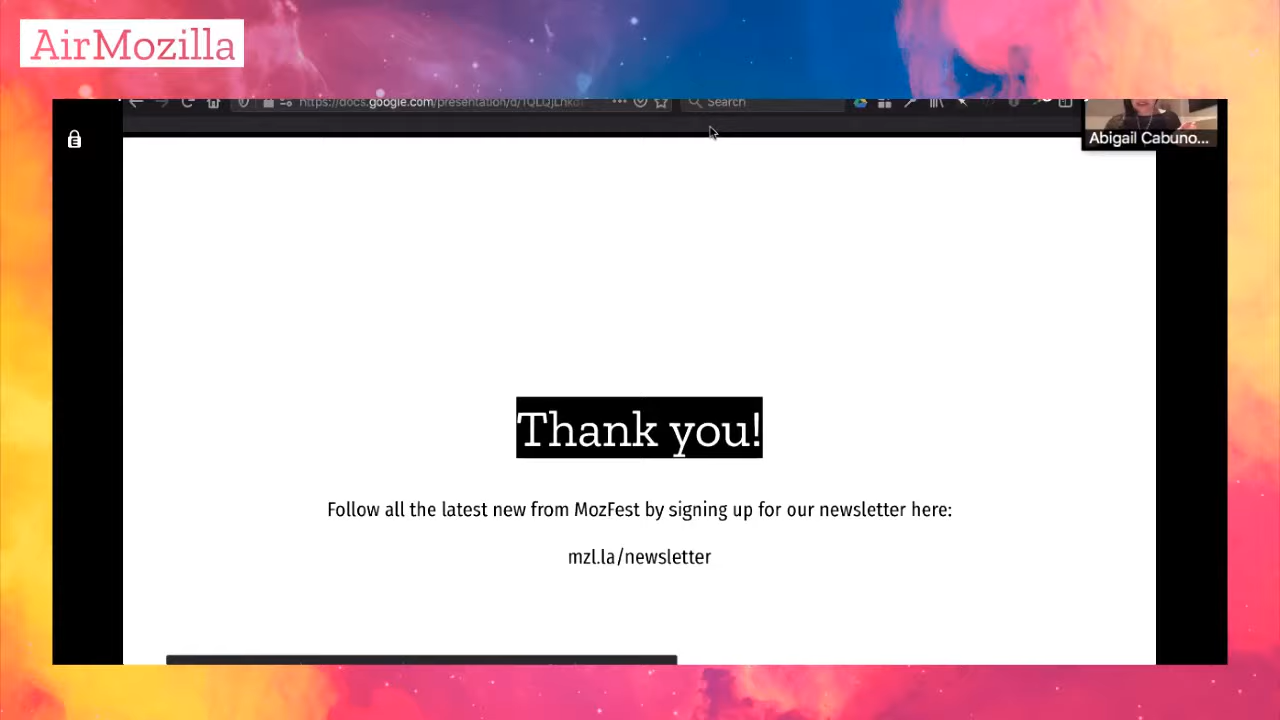 AirMozilla
Search
Abigail Cabuno...
Thank you!
Follow all the latest new from MozFest by signing up for our newsletter here:
mzl.la/newsletter